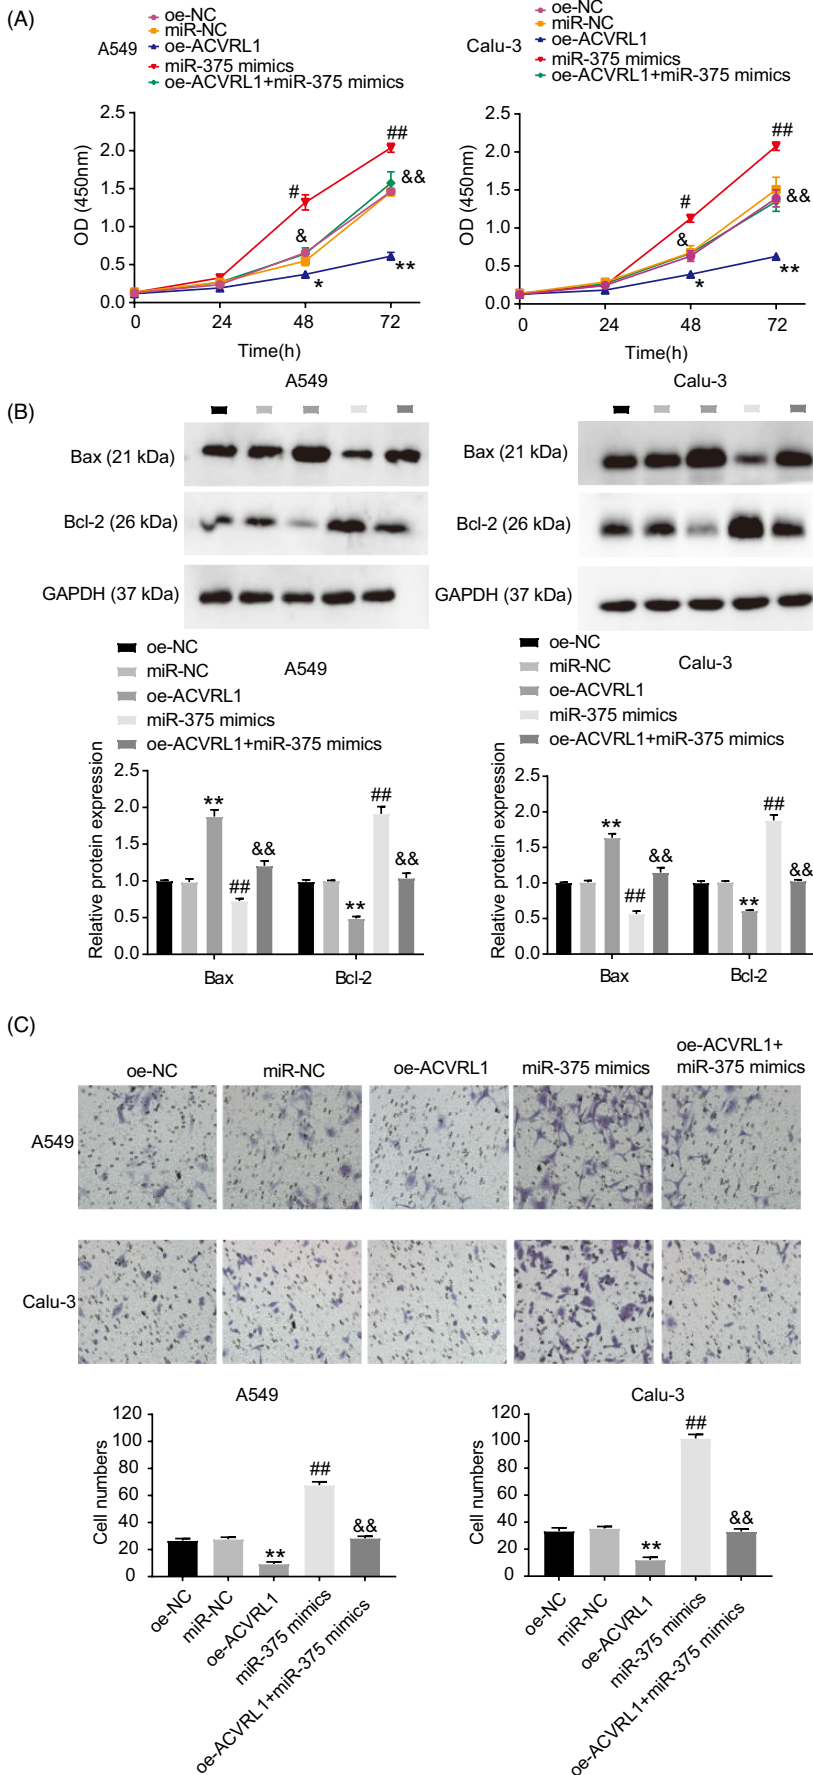 (A)
A549
oe-NC
miR-NC
oe-ACVRL1
miR-375 mimics
oe-ACVRL1+miR-375 mimics
OD (450nm)
2.5
2.0
1.5
1.0
0.5
0.0
0 24 48 72
Time(h)
# ## & && * **
Calu-3
oe-NC
miR-NC
oe-ACVRL1
miR-375 mimics
oe-ACVRL1+miR-375 mimics
OD (450nm)
2.5
2.0
1.5
1.0
0.5
0.0
0 24 48 72
Time(h)
# ## & && * **
(B)
A549
Bax (21 kDa)
Bcl-2 (26 kDa)
GAPDH (37 kDa)
Calu-3
Bax (21 kDa)
Bcl-2 (26 kDa)
GAPDH (37 kDa)
oe-NC
miR-NC
oe-ACVRL1
miR-375 mimics
oe-ACVRL1+miR-375 mimics
A549
Relative protein expression
2.5
2.0
1.5
1.0
0.5
0.0
** ## && ** ## &&
Bax Bcl-2
oe-NC
miR-NC
oe-ACVRL1
miR-375 mimics
oe-ACVRL1+miR-375 mimics
Calu-3
Relative protein expression
2.5
2.0
1.5
1.0
0.5
0.0
** ## && ** ## &&
Bax Bcl-2
(C)
oe-NC miR-NC oe-ACVRL1 miR-375 mimics
oe-ACVRL1+
miR-375 mimics
A549
Calu-3
A549
Cell numbers
120
100
80
60
40
20
0
** ## &&
oe-NC
miR-NC
oe-ACVRL1
miR-375 mimics
oe-ACVRL1+miR-375 mimics
Calu-3
Cell numbers
120
100
80
60
40
20
0
** ## &&
oe-NC
miR-NC
oe-ACVRL1
miR-375 mimics
oe-ACVRL1+miR-375 mimics